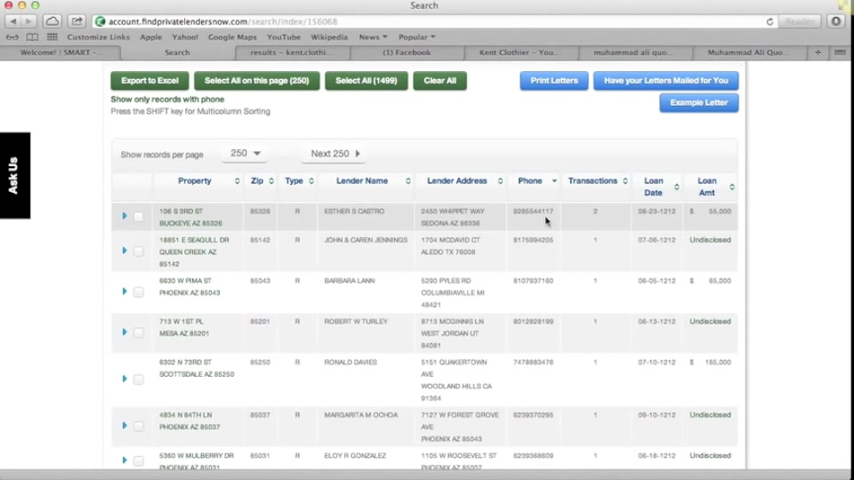 Search
account.findprivatelendersnow.com/search/index/156068
Reader
Customize Links Apple Yahoo! Google Maps YouTube Wikipedia News Popular
Welcome! | SMART -... Search results – kent.clothi... (1) Facebook Kent Clothier – You... muhammad ali quo... Muhammad Ali Quo...
Export to Excel Select All on this page (250) Select All (1499) Clear All Print Letters Have your Letters Mailed for You
Show only records with phone Example Letter
Press the SHIFT key for Multicolumn Sorting
Ask Us
Show records per page 250 Next 250
Property Zip Type Lender Name Lender Address Phone Transactions Loan Date Loan Amt
106 S 3RD ST 85326 R ESTHER S CASTRO 2450 WHIPPET WAY 9285544117 2 08-23-1212 $ 55,000
BUCKEYE AZ 85326 SEDONA AZ 86336
18851 E SEAGULL DR 85142 R JOHN & CAREN JENNINGS 1704 MCDAVID CT 8175994205 1 07-06-1212 Undisclosed
QUEEN CREEK AZ ALEDO TX 76008
85142
6630 W PIMA ST 85043 R BARBARA LANN 5290 PYLES RD 8107937160 1 06-05-1212 $ 65,000
PHOENIX AZ 85043 COLUMBIAVILLE MI
48421
713 W 1ST PL 85201 R ROBERT W TURLEY 8713 MCGINNIS LN 8012828199 1 06-13-1212 Undisclosed
MESA AZ 85201 WEST JORDAN UT
84081
6302 N 73RD ST 85250 R RONALD DAVIES 5151 QUAKERTOWN 7478883476 1 07-10-1212 $ 165,000
SCOTTSDALE AZ 85250 AVE
WOODLAND HILLS CA
91364
4834 N 84TH LN 85037 R MARGARITA M OCHOA 7127 W FOREST GROVE 6239370295 1 09-10-1212 Undisclosed
PHOENIX AZ 85037 AVE
PHOENIX AZ 85043
5360 W MULBERRY DR 85031 R ELOY R GONZALEZ 1105 W ROOSEVELT ST 6239368609 1 06-18-1212 Undisclosed
PHOENIX AZ 85031 PHOENIX AZ 85007